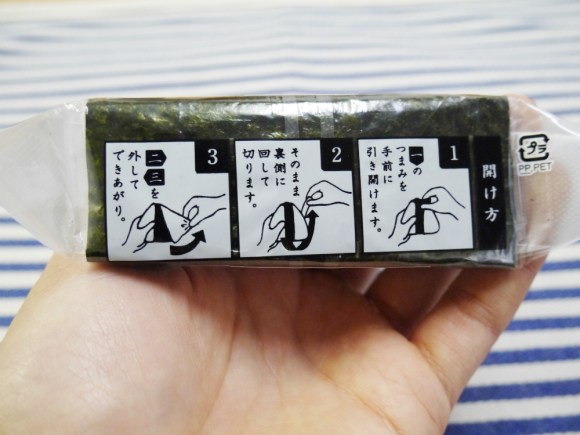 開け方
1
一の
つまみを
手前に
引き開けます。
2
そのまま
裏側に
回して
切ります。
3
二三を
外して
できあがり。
プラ
PP,PET